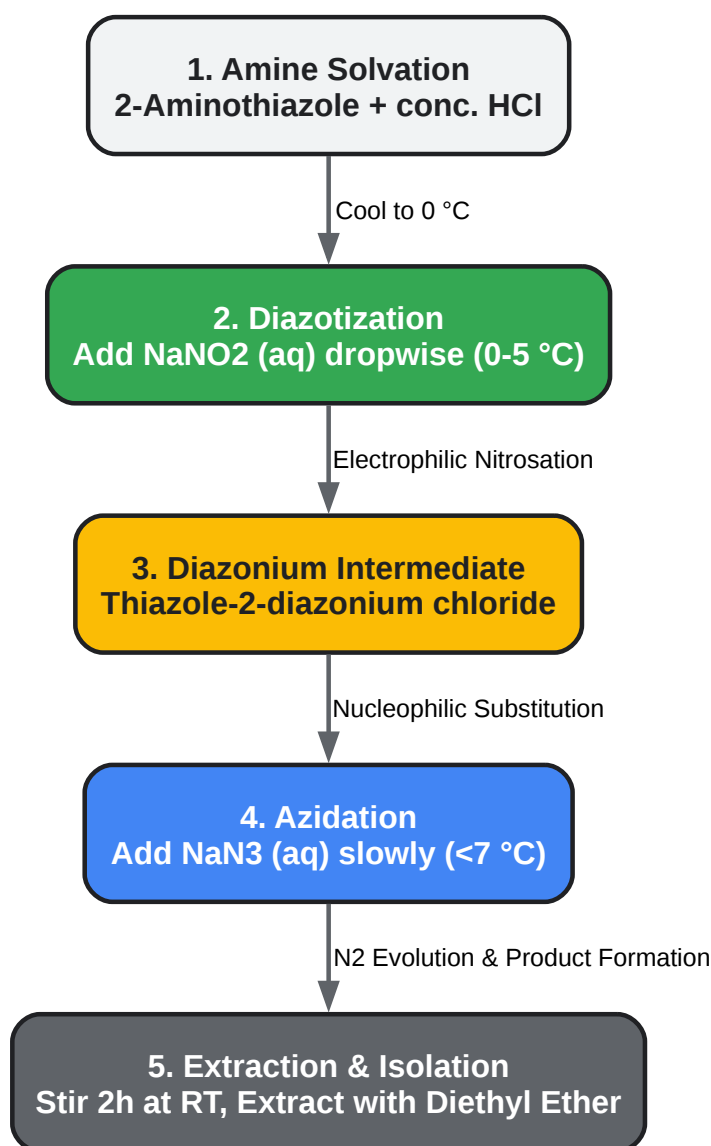 1. Amine Solvation
2-Aminothiazole + conc. HCl
Cool to 0 °C
2. Diazotization
Add NaNO2 (aq) dropwise (0-5 °C)
Electrophilic Nitrosation
3. Diazonium Intermediate
Thiazole-2-diazonium chloride
Nucleophilic Substitution
4. Azidation
Add NaN3 (aq) slowly (<7 °C)
N2 Evolution & Product Formation
5. Extraction & Isolation
Stir 2h at RT, Extract with Diethyl Ether